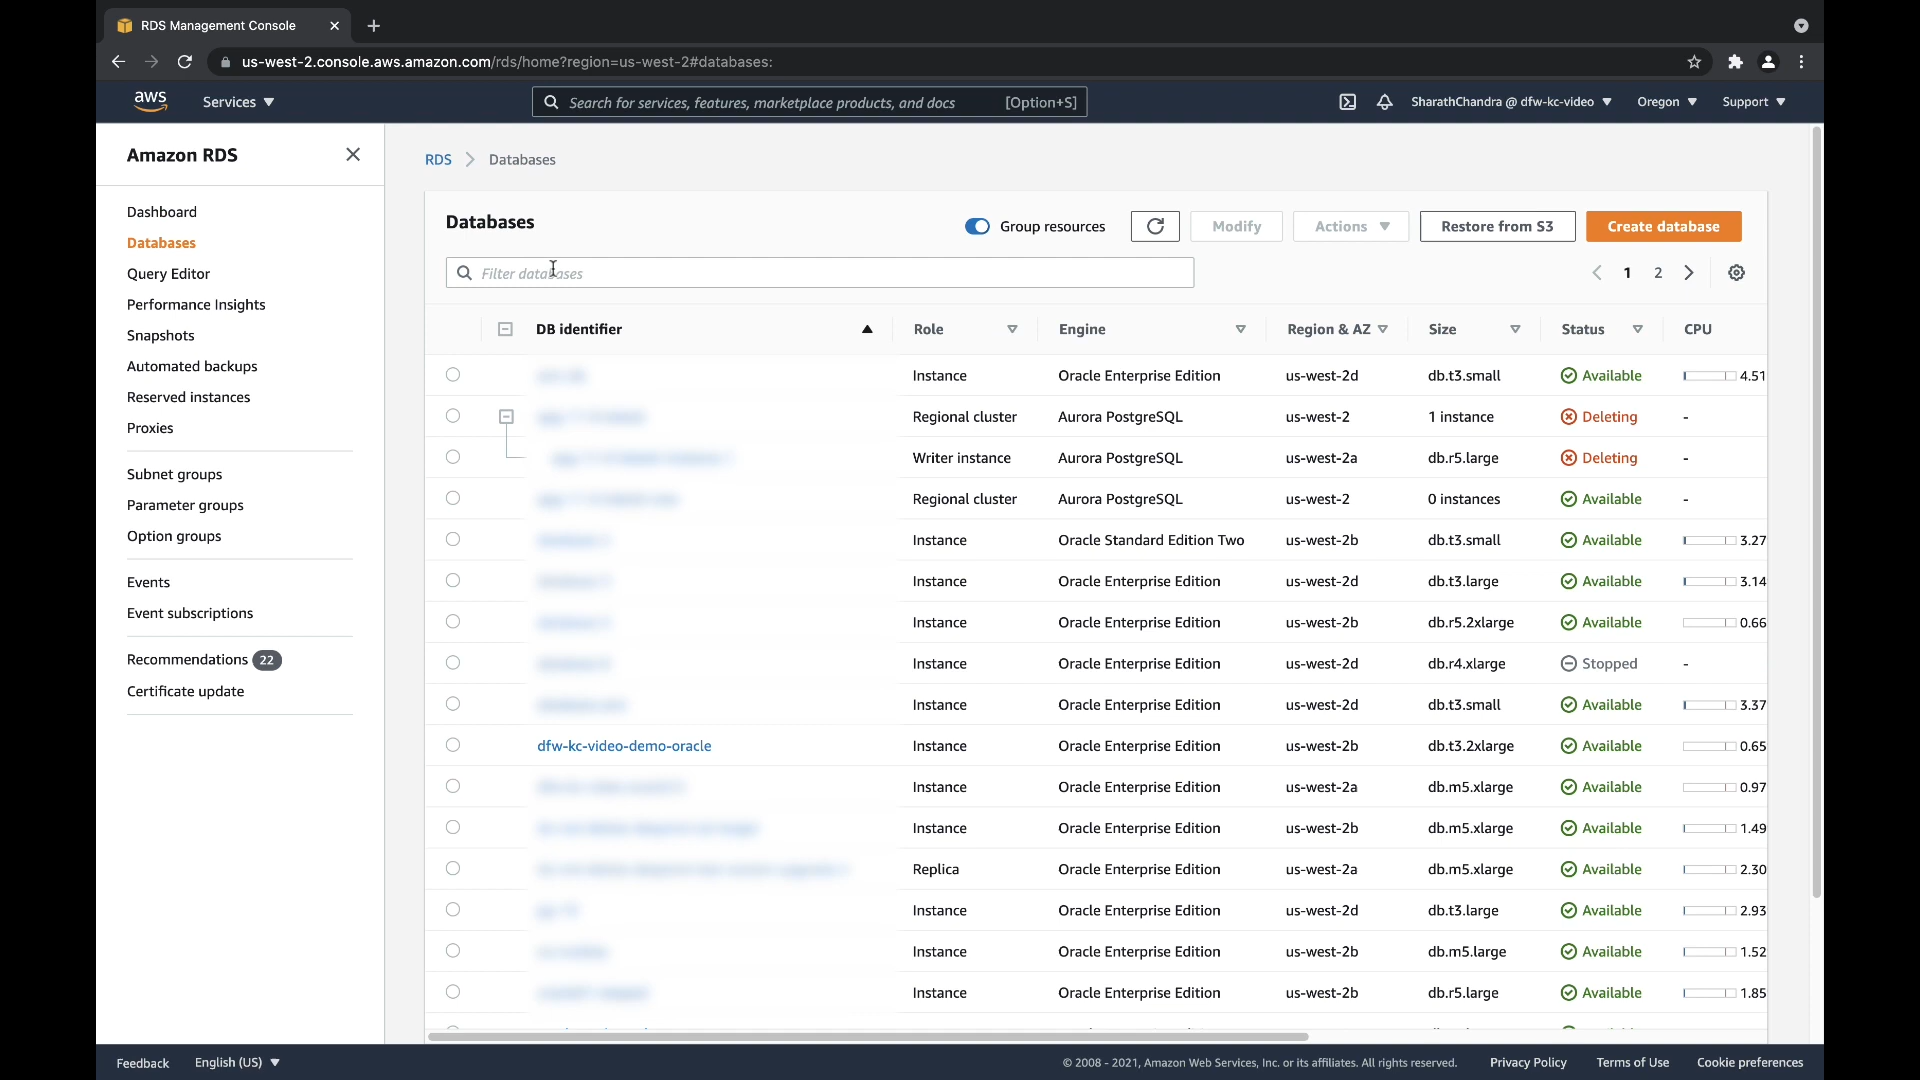 RDS Management Console
us-west-2.console.aws.amazon.com/rds/home?region=us-west-2#databases:
aws Services Search for services, features, marketplace products, and docs [Option+S] SharathChandra @ dfw-kc-video Oregon Support
Amazon RDS
Dashboard
Databases
Query Editor
Performance Insights
Snapshots
Automated backups
Reserved instances
Proxies
Subnet groups
Parameter groups
Option groups
Events
Event subscriptions
Recommendations 22
Certificate update
RDS Databases
Databases Group resources Modify Actions Restore from S3 Create database
Filter databases 1 2
DB identifier Role Engine Region & AZ Size Status CPU
Instance Oracle Enterprise Edition us-west-2d db.t3.small Available 4.51
Regional cluster Aurora PostgreSQL us-west-2 1 instance Deleting -
Writer instance Aurora PostgreSQL us-west-2a db.r5.large Deleting -
Regional cluster Aurora PostgreSQL us-west-2 0 instances Available -
Instance Oracle Standard Edition Two us-west-2b db.t3.small Available 3.27
Instance Oracle Enterprise Edition us-west-2d db.t3.large Available 3.14
Instance Oracle Enterprise Edition us-west-2b db.r5.2xlarge Available 0.66
Instance Oracle Enterprise Edition us-west-2d db.r4.xlarge Stopped -
Instance Oracle Enterprise Edition us-west-2d db.t3.small Available 3.37
dfw-kc-video-demo-oracle Instance Oracle Enterprise Edition us-west-2b db.t3.2xlarge Available 0.65
Instance Oracle Enterprise Edition us-west-2a db.m5.xlarge Available 0.97
Instance Oracle Enterprise Edition us-west-2b db.m5.xlarge Available 1.49
Replica Oracle Enterprise Edition us-west-2a db.m5.xlarge Available 2.30
Instance Oracle Enterprise Edition us-west-2d db.t3.large Available 2.93
Instance Oracle Enterprise Edition us-west-2b db.m5.large Available 1.52
Instance Oracle Enterprise Edition us-west-2b db.r5.large Available 1.85
Feedback English (US) © 2008 - 2021, Amazon Web Services, Inc. or its affiliates. All rights reserved. Privacy Policy Terms of Use Cookie preferences